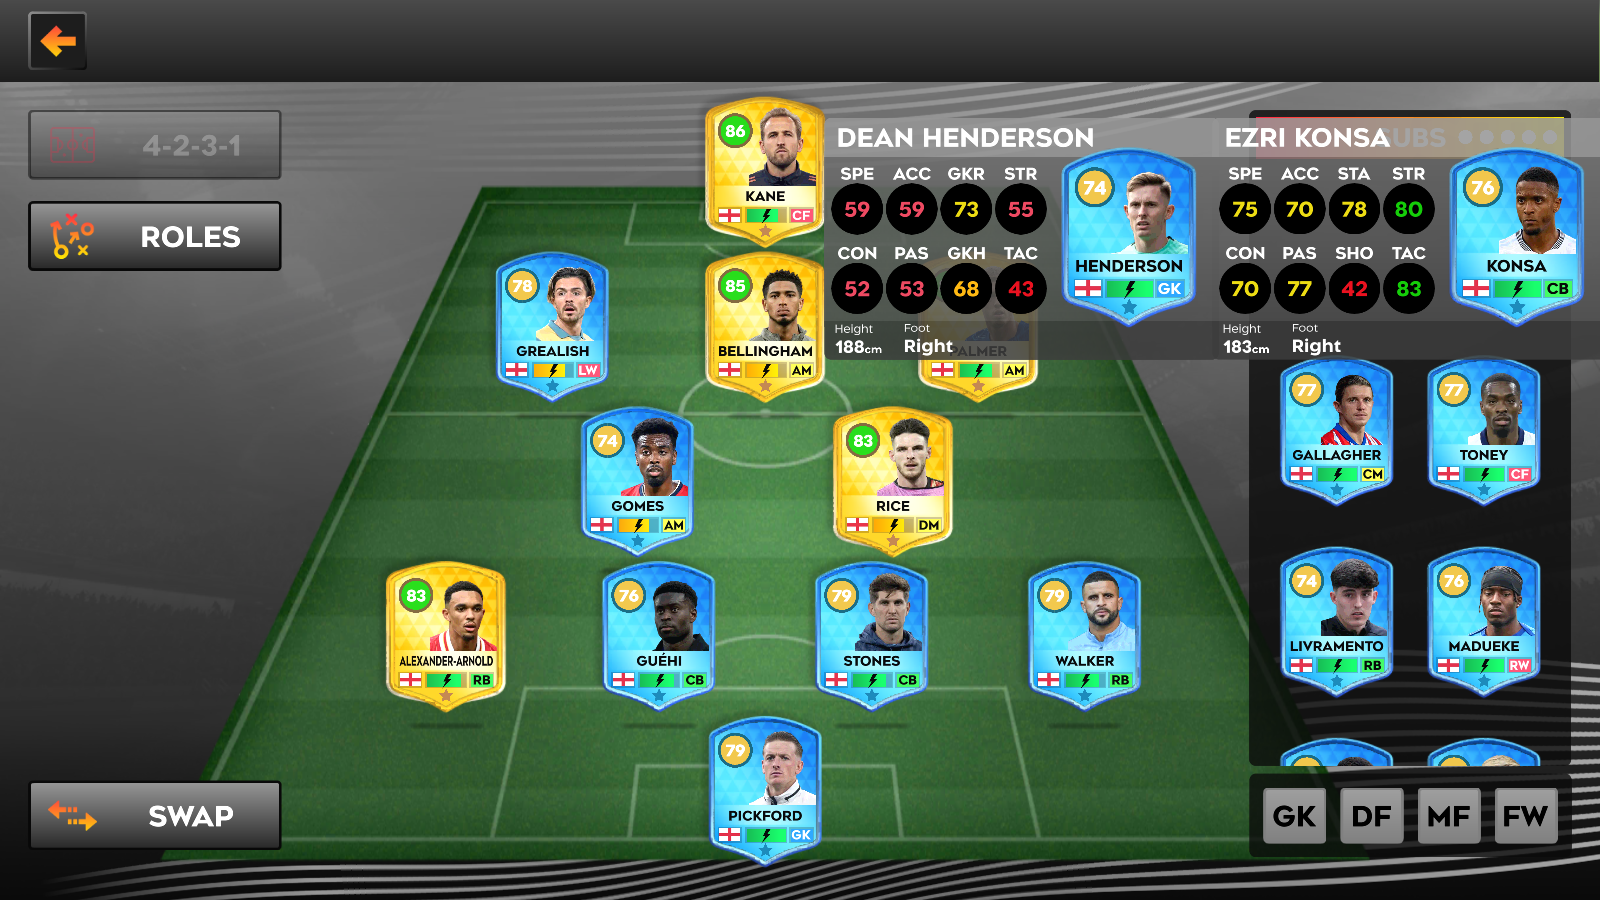 4-2-3-1
ROLES
86
KANE
CF
DEAN HENDERSON
SPE ACC GKR STR
59 59 73 55
CON PAS GKH TAC
52 53 68 43
Height Foot
188cm Right
74
HENDERSON
GK
EZRI KONSA
SUBS
SPE ACC STA STR
75 70 78 80
CON PAS SHO TAC
70 77 42 83
Height Foot
183cm Right
76
KONSA
CB
78
GREALISH
LW
85
BELLINGHAM
AM
PALMER
AM
74
GOMES
AM
83
RICE
DM
77
GALLAGHER
CM
77
TONEY
CF
83
ALEXANDER-ARNOLD
RB
76
GUÉHI
CB
79
STONES
CB
79
WALKER
RB
74
LIVRAMENTO
RB
76
MADUEKE
RW
79
PICKFORD
GK
SWAP
GK DF MF FW